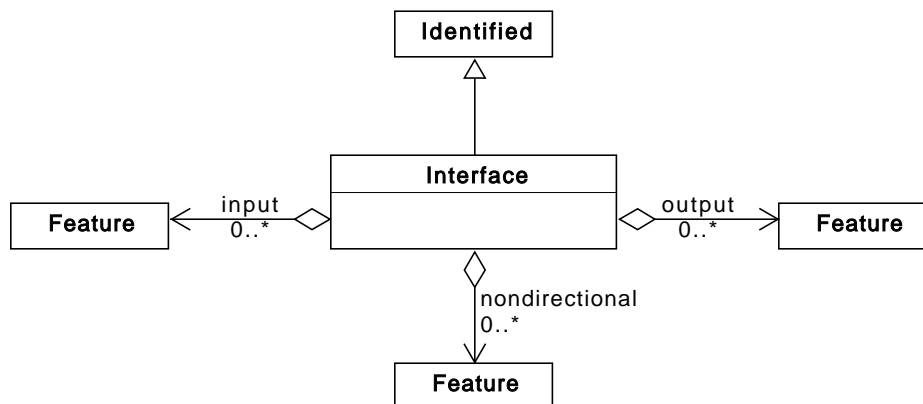 Identified
Interface
input
0..*
output
0..*
Feature
Feature
nondirectional
0..*
Feature